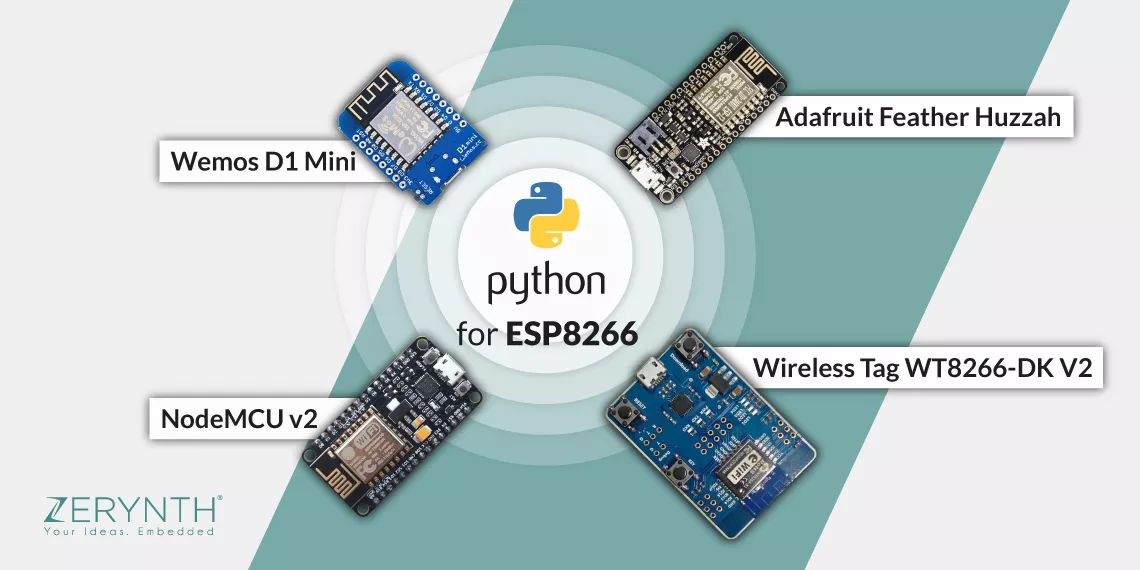 Adafruit Feather Huzzah
Wemos D1 Mini
python
for ESP8266
Wireless Tag WT8266-DK V2
NodeMCU v2
ZERYNTH®
Your Ideas. Embedded